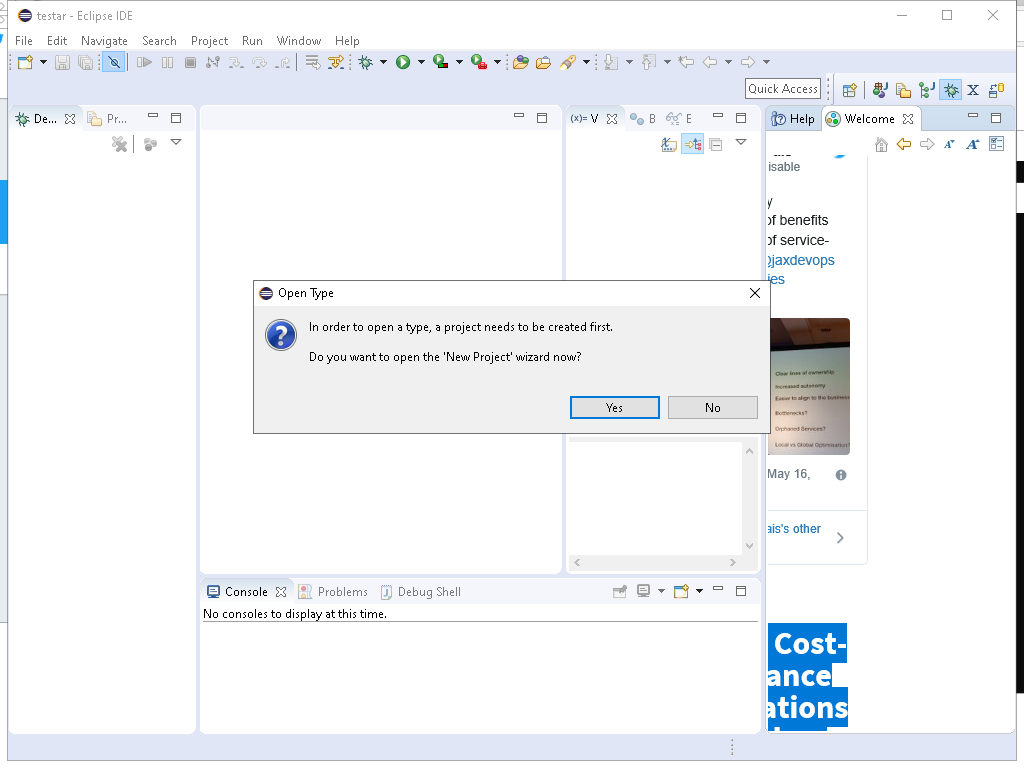 testar - Eclipse IDE
File Edit Navigate Search Project Run Window Help
Quick Access
De... Pr... (x)= V B E Help Welcome
isable
y
of benefits
of service-
@jaxdevops
ies
Open Type
In order to open a type, a project needs to be created first.
Do you want to open the 'New Project' wizard now?
Yes No
Clear lines of ownership
Increased autonomy
Easier to align to the business
Bottlenecks?
Orphaned Services?
Local vs Global Optimisation?
May 16,
ais's other
Console Problems Debug Shell
No consoles to display at this time.
Cost-
ance
ations